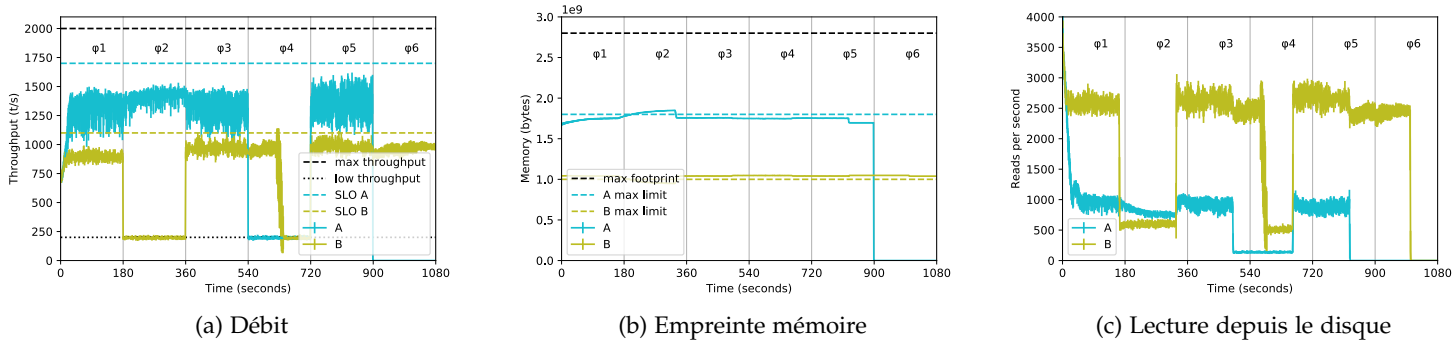 2000
1750
1500
1250
1000
750
500
250
0
Throughput (t/s)
φ1 φ2 φ3 φ4 φ5 φ6
max throughput
low throughput
SLO A
SLO B
A
B
0 180 360 540 720 900 1080
Time (seconds)
(a) Débit
1e9
3.0
2.5
2.0
1.5
1.0
0.5
0.0
Memory (bytes)
φ1 φ2 φ3 φ4 φ5 φ6
max footprint
A max limit
B max limit
A
B
0 180 360 540 720 900 1080
Time (seconds)
(b) Empreinte mémoire
4000
3500
3000
2500
2000
1500
1000
500
0
Reads per second
φ1 φ2 φ3 φ4 φ5 φ6
A
B
0 180 360 540 720 900 1080
Time (seconds)
(c) Lecture depuis le disque